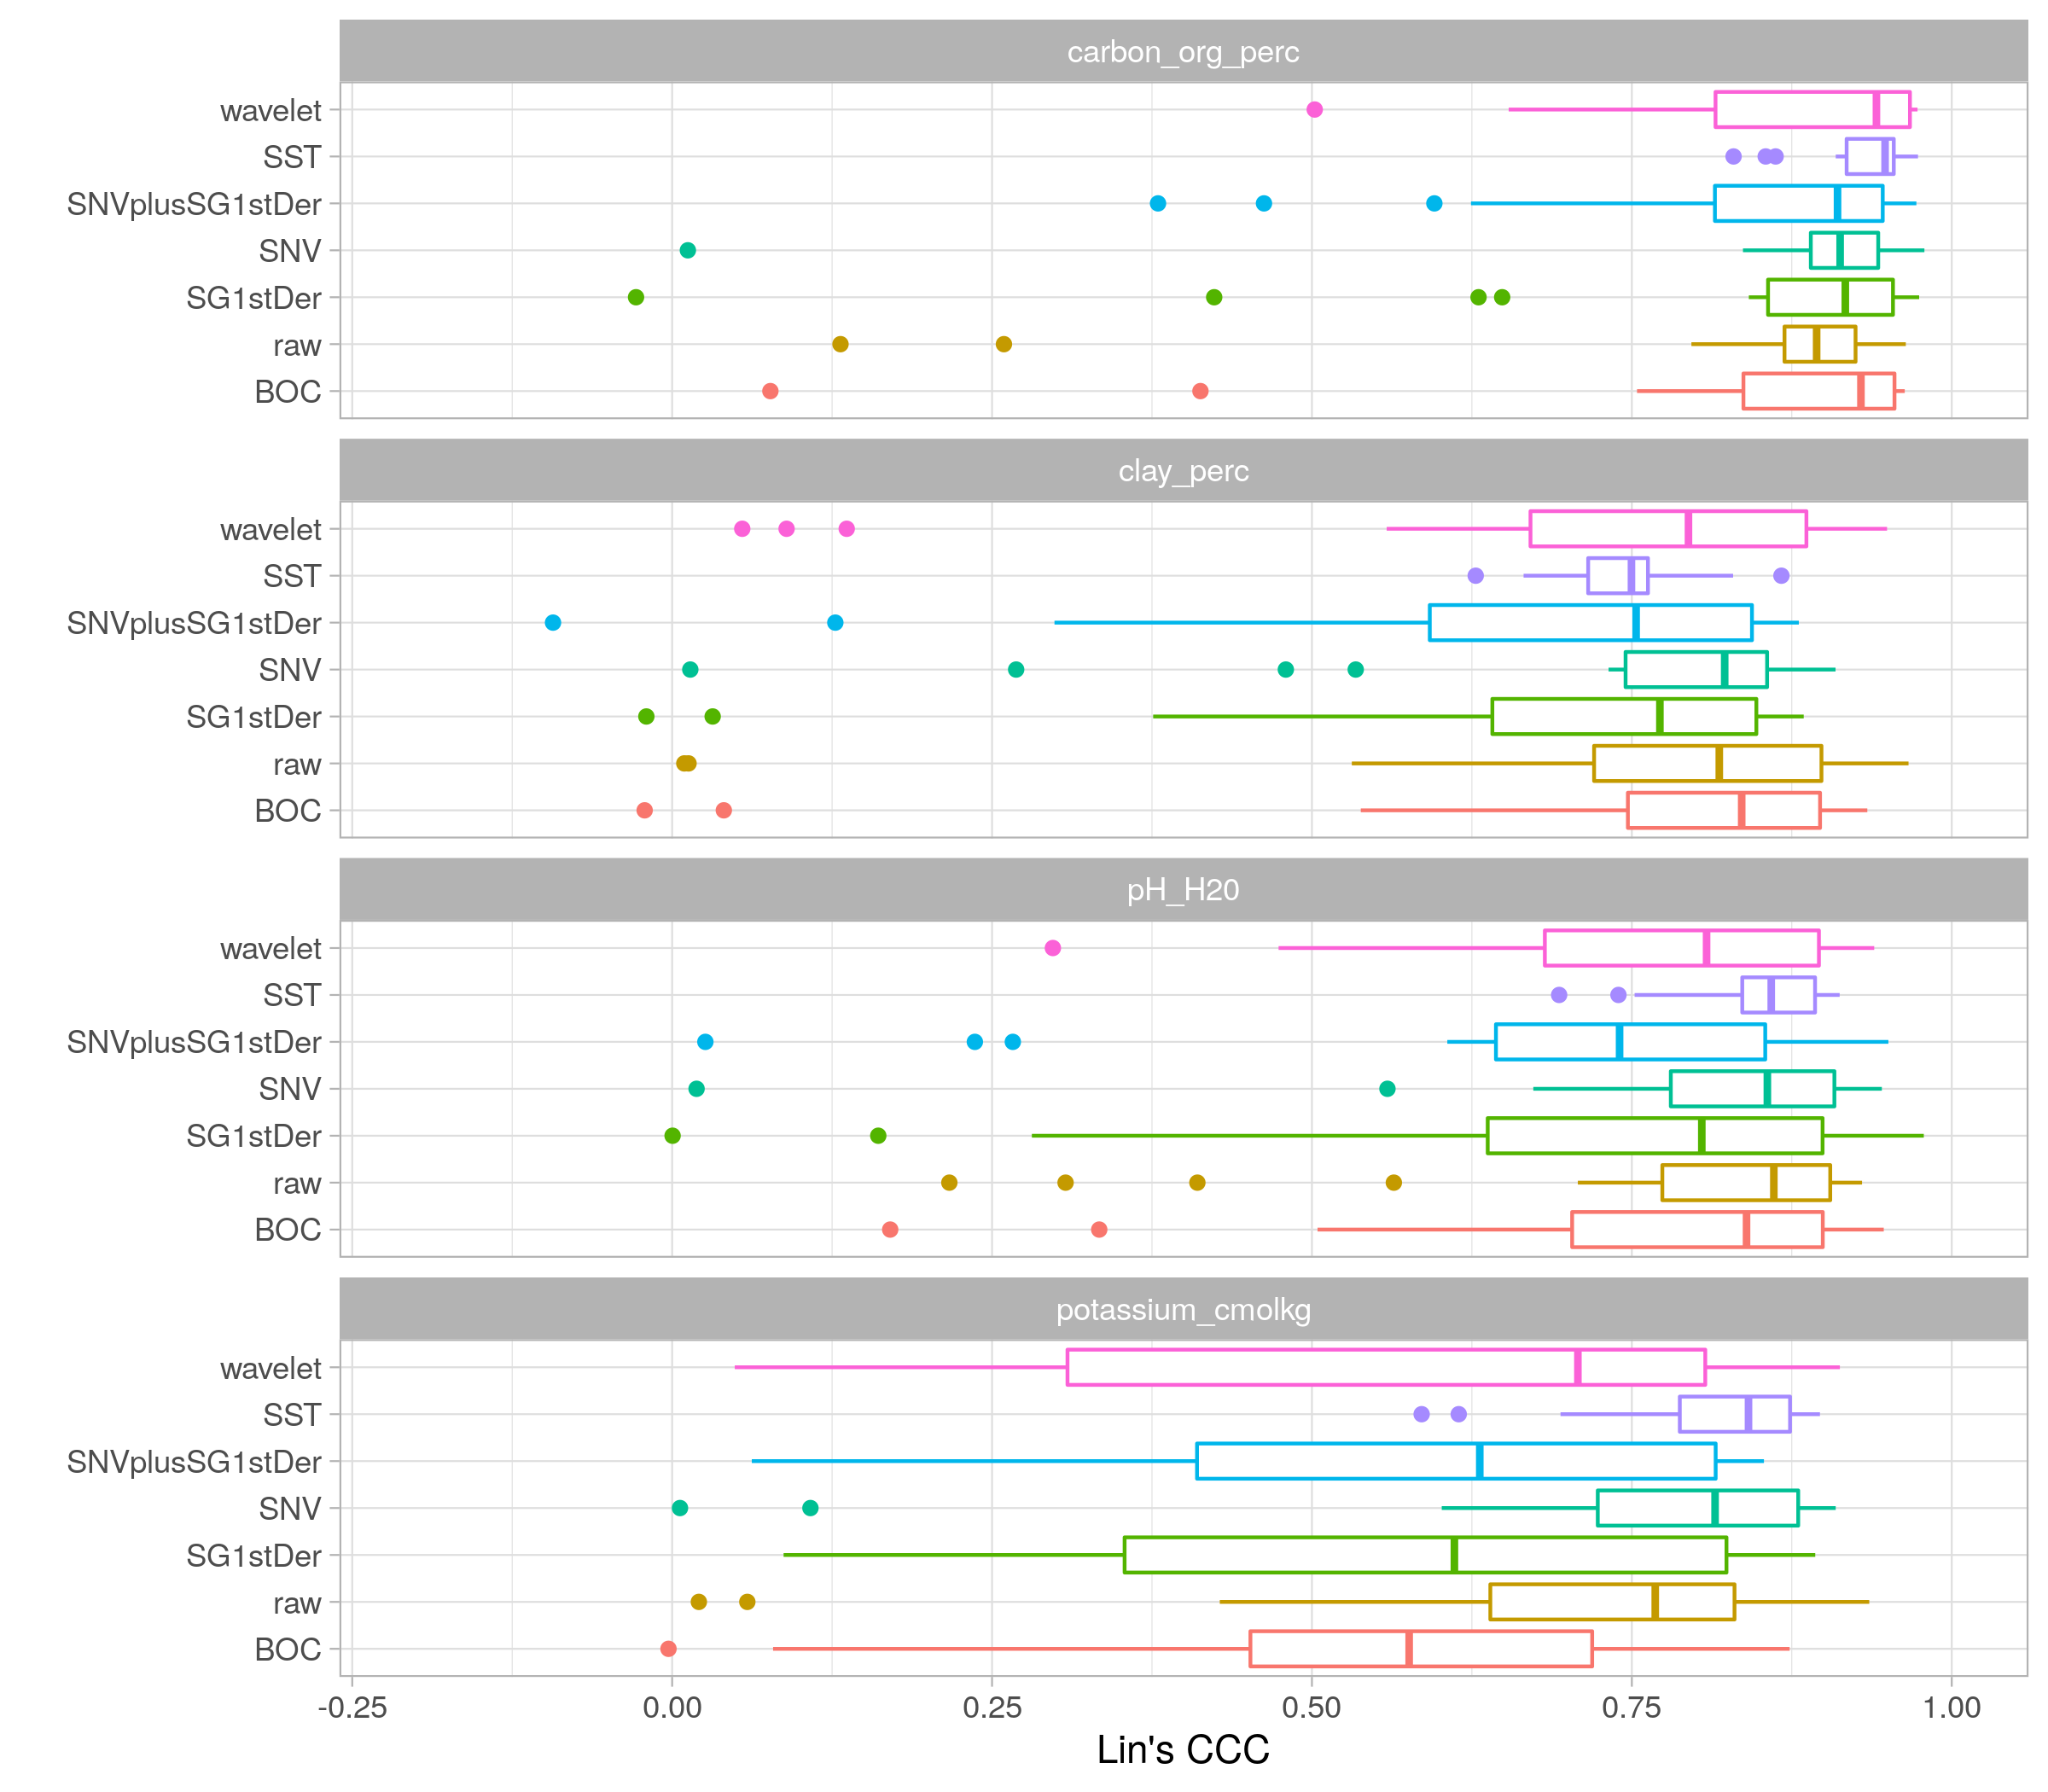 carbon_org_perc
wavelet
SST
SNVplusSG1stDer
SNV
SG1stDer
raw
BOC
clay_perc
wavelet
SST
SNVplusSG1stDer
SNV
SG1stDer
raw
BOC
pH_H20
wavelet
SST
SNVplusSG1stDer
SNV
SG1stDer
raw
BOC
potassium_cmolkg
wavelet
SST
SNVplusSG1stDer
SNV
SG1stDer
raw
BOC
-0.25 0.00 0.25 0.50 0.75 1.00
Lin's CCC